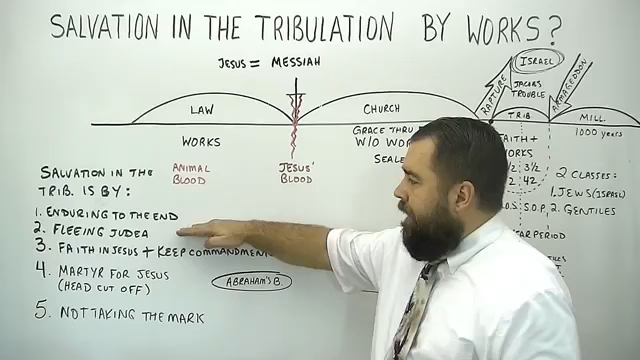 SALVATION IN THE TRIBULATION BY WORKS?
JESUS = MESSIAH
ISRAEL
RAPTURE
JACOBS
TROUBLE
ARMAGEDDON
LAW
CHURCH
TRIB
MILL.
WORKS
GRACE THRU
W/O WO
SEALE
FAITH +
WORKS
1000 YEARS
SALVATION IN THE
TRIB. IS BY:
ANIMAL
BLOOD
JESUS'
BLOOD
3½
42
2 CLASSES:
1. JEWS (ISRAEL)
2. GENTILES
S.O.P.
1. ENDURING TO THE END
2. FLEEING JUDEA
3. FAITH IN JESUS + KEEP COMMANDMEN
4. MARTYR FOR JESUS
(HEAD CUT OFF)
ABRAHAM'S B.
5. NOT TAKING THE MARK